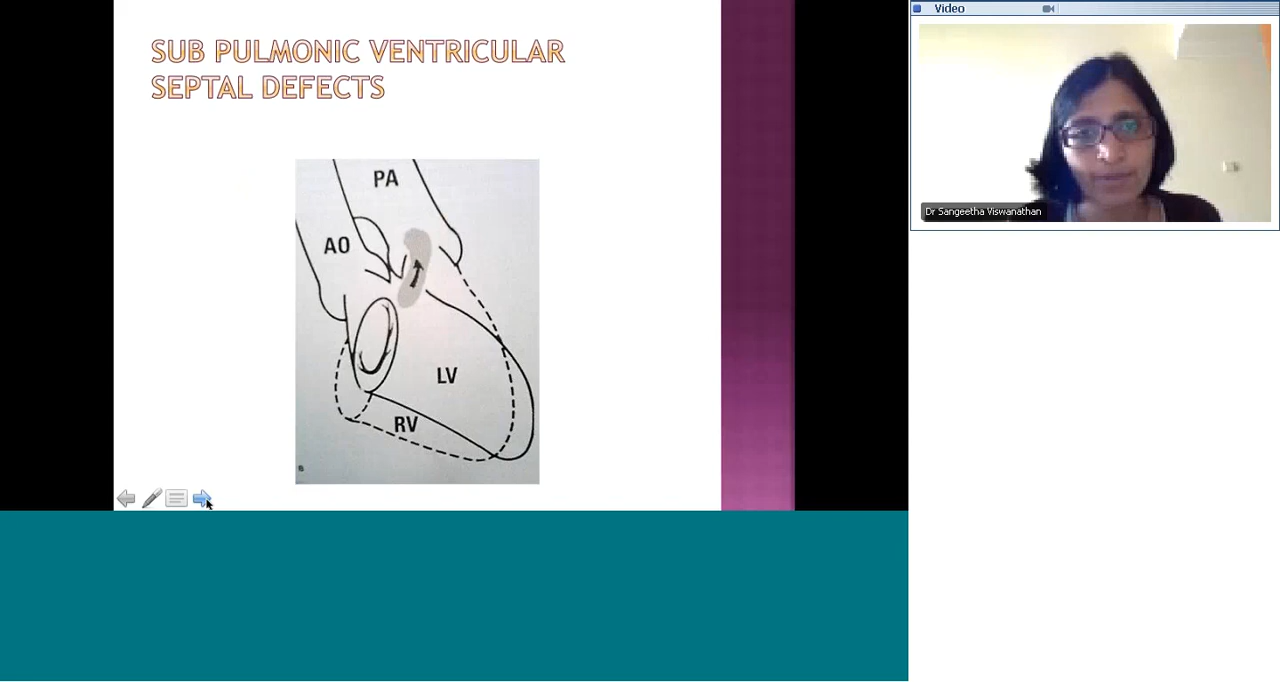 SUB PULMONIC VENTRICULAR
SEPTAL DEFECTS
PA
AO
LV
RV
Video
Dr Sangeetha Viswanathan